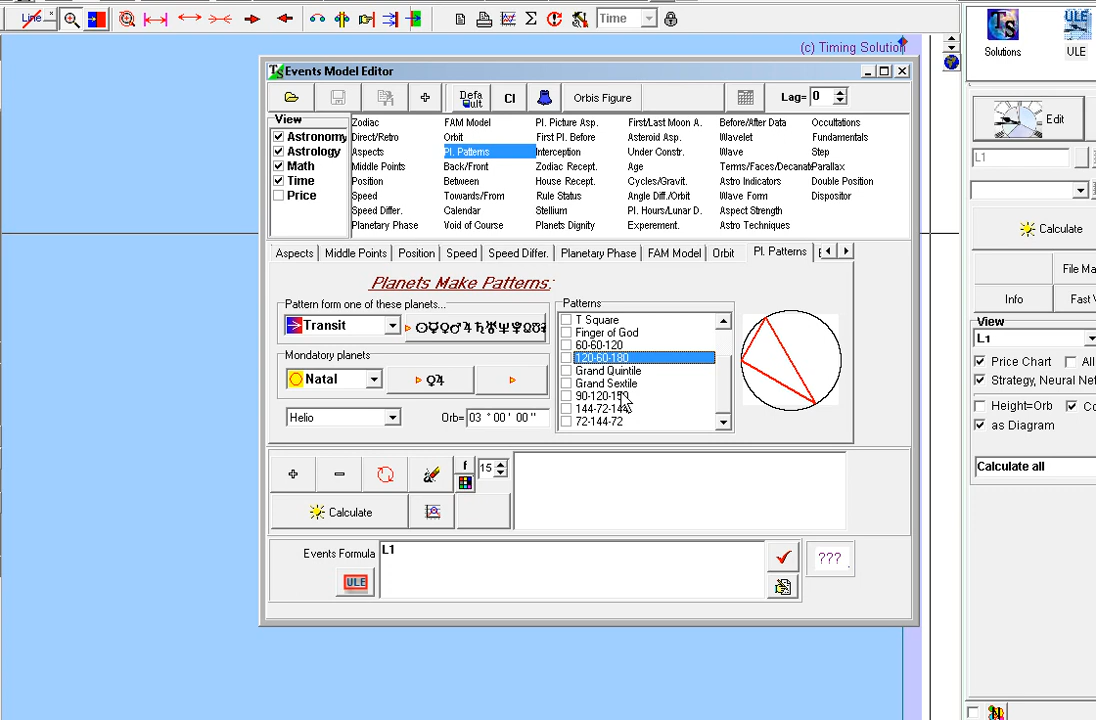 Line
Σ
Time
(c) Timing Solution
Solutions
ULE
Events Model Editor
Defa
ult
CI
Orbis Figure
Lag= 0
View
Astronomy
Astrology
Math
Time
Price
Zodiac
Direct/Retro
Aspects
Middle Points
Position
Speed
Speed Differ.
Planetary Phase
FAM Model
Orbit
Pl. Patterns
Back/Front
Between
Towards/From
Calendar
Void of Course
Pl. Picture Asp.
First Pl. Before
Interception
Zodiac Recept.
House Recept.
Rule Status
Stellium
Planets Dignity
First/Last Moon A.
Asteroid Asp.
Under Constr.
Age
Cycles/Gravit.
Angle Diff./Orbit
Pl. Hours/Lunar D.
Experement.
Before/After Data
Wavelet
Wave
Terms/Faces/Decanat
Astro Indicators
Wave Form
Aspect Strength
Astro Techniques
Occultations
Fundamentals
Step
Parallax
Double Position
Dispositor
Aspects
Middle Points
Position
Speed
Speed Differ.
Planetary Phase
FAM Model
Orbit
Pl. Patterns
Planets Make Patterns:
Pattern form one of these planets...
Transit
Mondatory planets
Natal
♀♃
Helio
Orb= 03 °00 '00 "
Patterns
T Square
Finger of God
60-60-120
120-60-180
Grand Quintile
Grand Sextile
90-120-150
144-72-144
72-144-72
+
−
f
15
Calculate
Events Formula
L1
ULE
???
Edit
L1
Calculate
File Ma
Info
Fast V
View
L1
Price Chart
All
Strategy, Neural Net
Height=Orb
Co
as Diagram
Calculate all